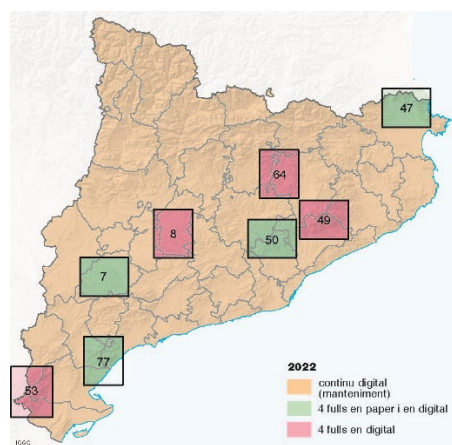 47
64
49
8
50
7
77
53
2022
continu digital
(manteniment)
4 fulls en paper i en digital
4 fulls en digital
ICGC